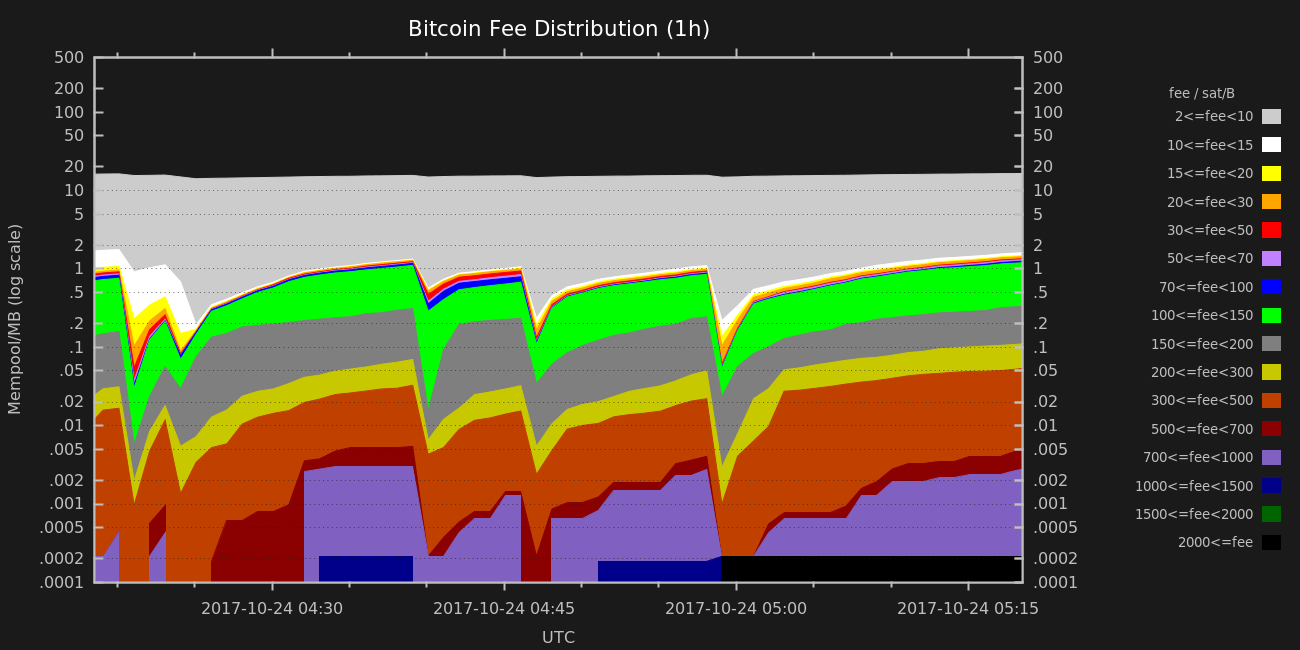 Bitcoin Fee Distribution (1h)
500
200
100
50
20
10
5
2
1
.5
.2
.1
.05
.02
.01
.005
.002
.001
.0005
.0002
.0001
Mempool/MB (log scale)
500
200
100
50
20
10
5
2
1
.5
.2
.1
.05
.02
.01
.005
.002
.001
.0005
.0002
.0001
fee / sat/B
2<=fee<10
10<=fee<15
15<=fee<20
20<=fee<30
30<=fee<50
50<=fee<70
70<=fee<100
100<=fee<150
150<=fee<200
200<=fee<300
300<=fee<500
500<=fee<700
700<=fee<1000
1000<=fee<1500
1500<=fee<2000
2000<=fee
2017-10-24 04:30 2017-10-24 04:45 2017-10-24 05:00 2017-10-24 05:15
UTC